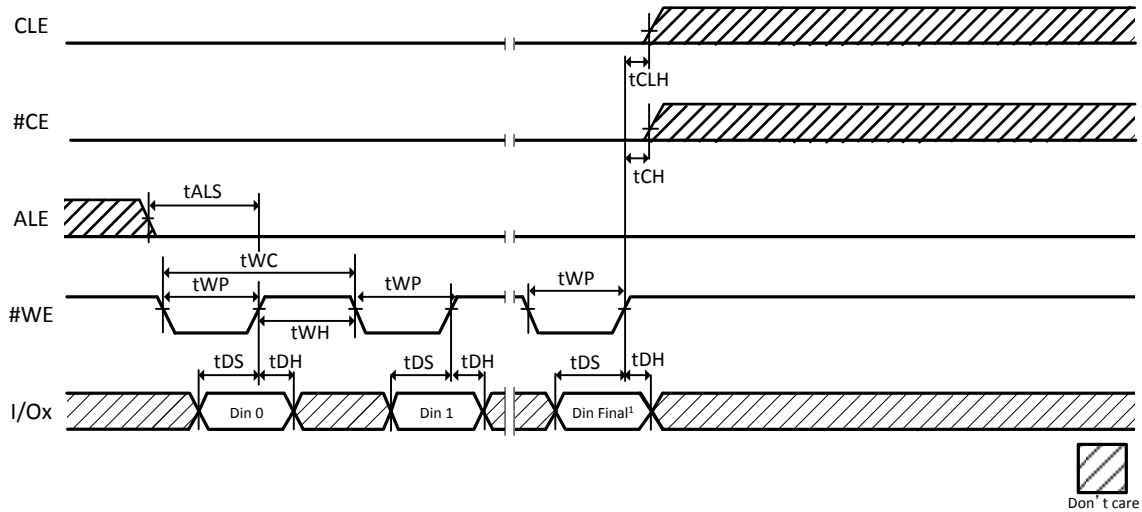 CLE
tCLH
#CE
tCH
tALS
ALE
tWC
tWP tWP tWP
#WE
tWH
tDS tDH tDS tDH tDS tDH
I/Ox Din 0 Din 1 Din Final¹
Don't care